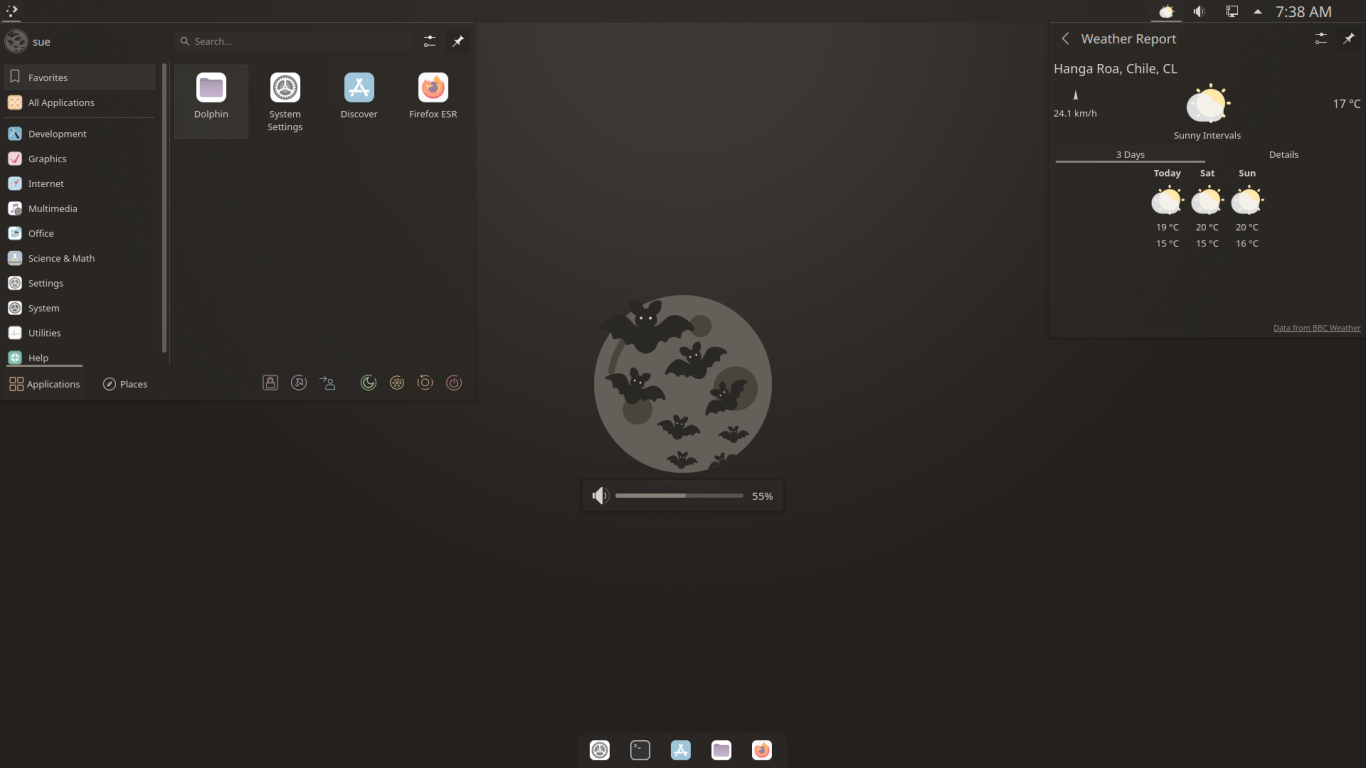 7:38 AM
sue
Search...
Favorites
All Applications
Development
Graphics
Internet
Multimedia
Office
Science & Math
Settings
System
Utilities
Help
Applications
Places
Dolphin
System
Settings
Discover
Firefox ESR
Weather Report
Hanga Roa, Chile, CL
24.1 km/h
17 °C
Sunny Intervals
3 Days Details
Today Sat Sun
19 °C 20 °C 20 °C
15 °C 15 °C 16 °C
Data from BBC Weather
55%